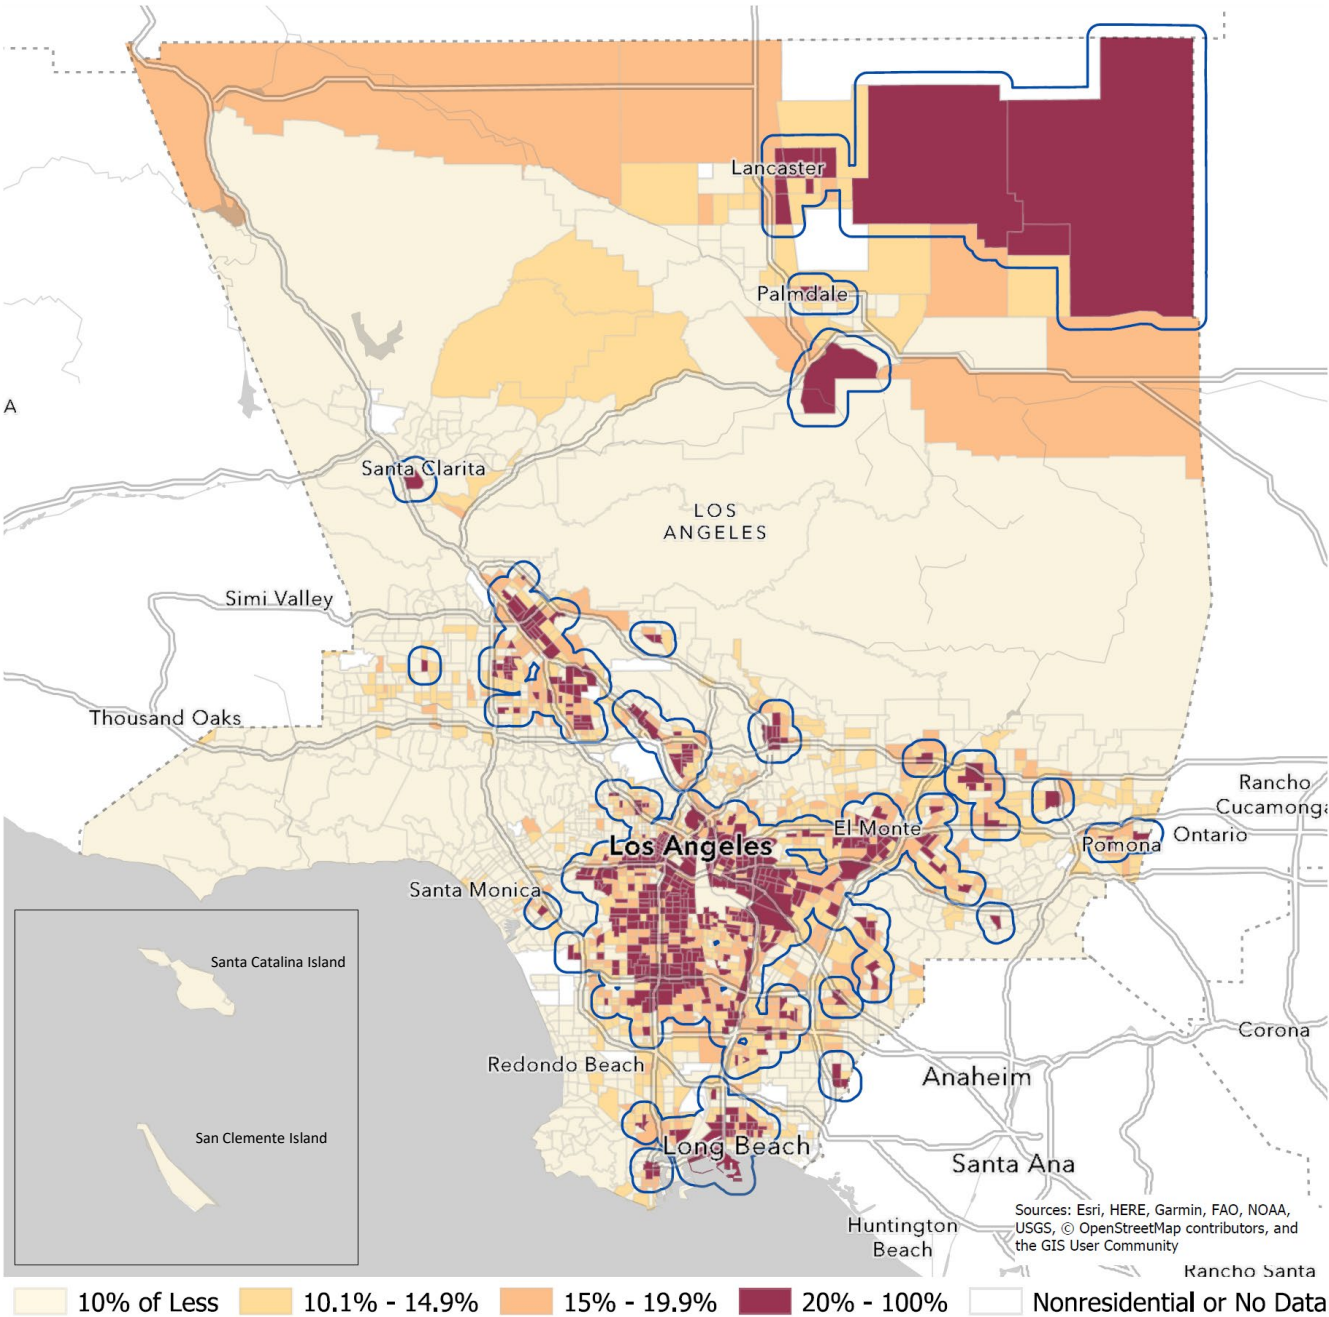 Lancaster
Palmdale
A
Santa Clarita
LOS
ANGELES
Simi Valley
Thousand Oaks
Rancho
Cucamonga
El Monte
Los Angeles
Pomona
Ontario
Santa Monica
Santa Catalina Island
Corona
Redondo Beach
Anaheim
San Clemente Island
Long Beach
Santa Ana
Huntington
Beach
Sources: Esri, HERE, Garmin, FAO, NOAA,
USGS, © OpenStreetMap contributors, and
the GIS User Community
Rancho Santa
10% of Less
10.1% - 14.9%
15% - 19.9%
20% - 100%
Nonresidential or No Data